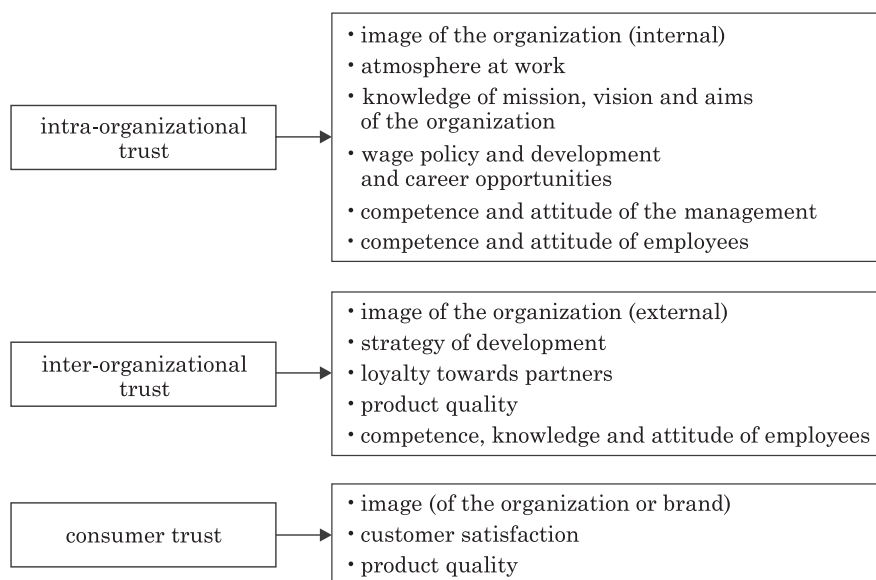 intra-organizational
trust
• image of the organization (internal)
• atmosphere at work
• knowledge of mission, vision and aims
of the organization
• wage policy and development
and career opportunities
• competence and attitude of the management
• competence and attitude of employees
inter-organizational
trust
• image of the organization (external)
• strategy of development
• loyalty towards partners
• product quality
• competence, knowledge and attitude of employees
consumer trust
• image (of the organization or brand)
• customer satisfaction
• product quality